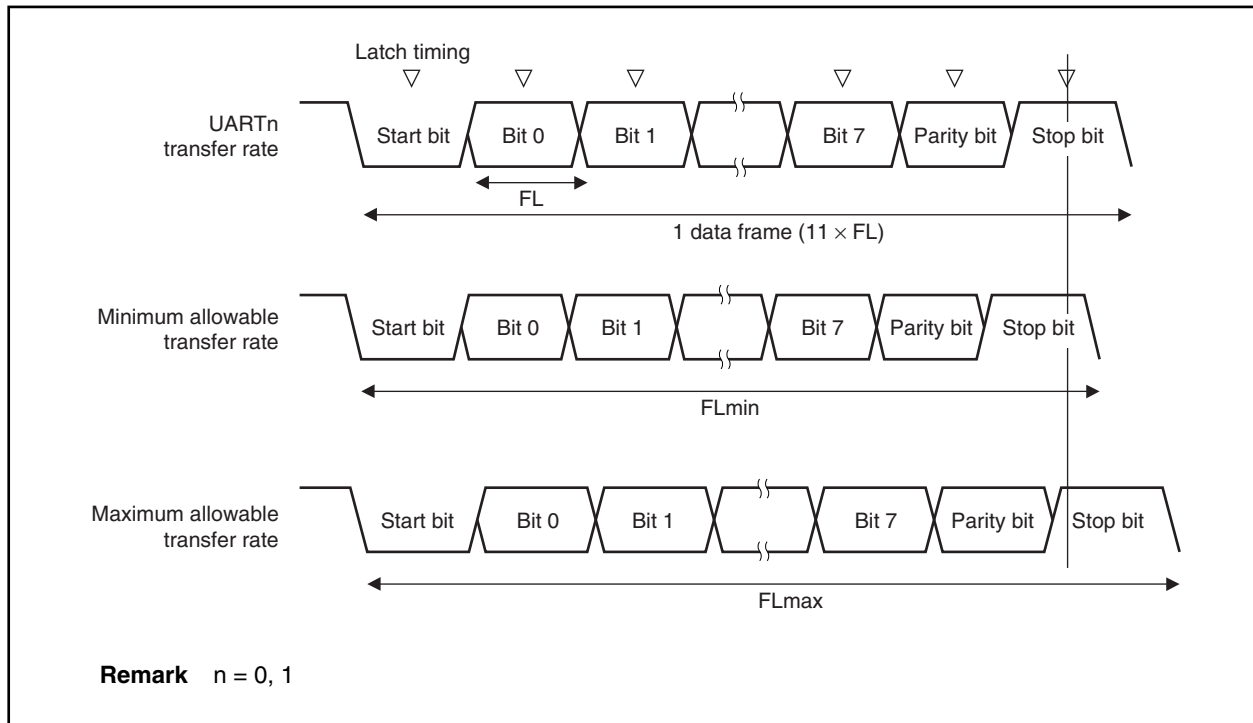 Latch timing
UARTn
transfer rate
Start bit
Bit 0
Bit 1
Bit 7
Parity bit
Stop bit
FL
1 data frame (11 × FL)
Minimum allowable
transfer rate
Start bit
Bit 0
Bit 1
Bit 7
Parity bit
Stop bit
FLmin
Maximum allowable
transfer rate
Start bit
Bit 0
Bit 1
Bit 7
Parity bit
Stop bit
FLmax
Remark n = 0, 1